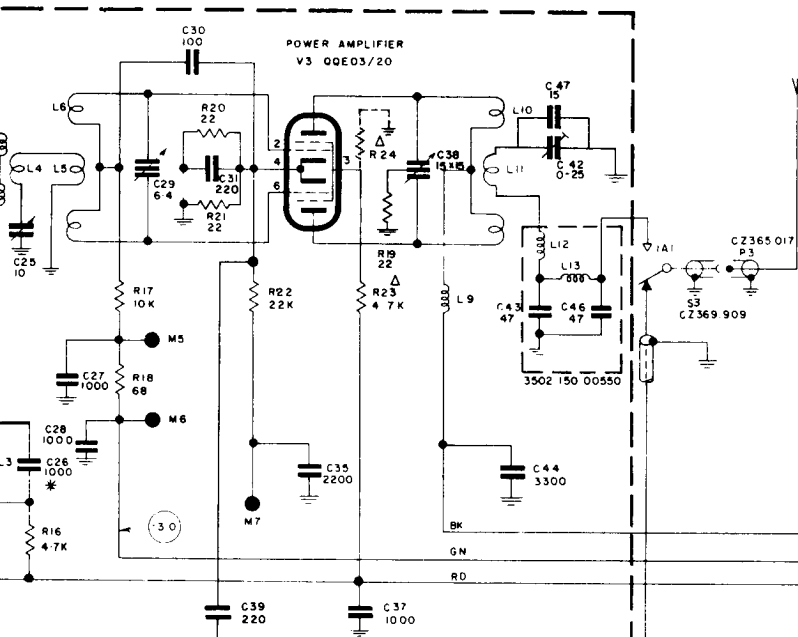 C30
100
POWER AMPLIFIER
V3 QQE03/20
C47
15
L6
R20
22
L10
2
4
6
3
Δ
R24
C38
15+15
C42
0-25
L4
L5
C29
6·4
C31
220
L11
R21
22
C25
10
R19
22
Δ
L12
L13
1A1
CZ365 017
P3
R17
10K
R22
22K
R23
4·7K
L9
C43
47
C46
47
S3
CZ369 909
M5
C27
1000
R18
68
3502 150 00550
M6
C28
1000
L3
C26
1000
*
C35
2200
C44
3300
M7
R16
4·7K
-30
BK
GN
RD
C39
220
C37
1000